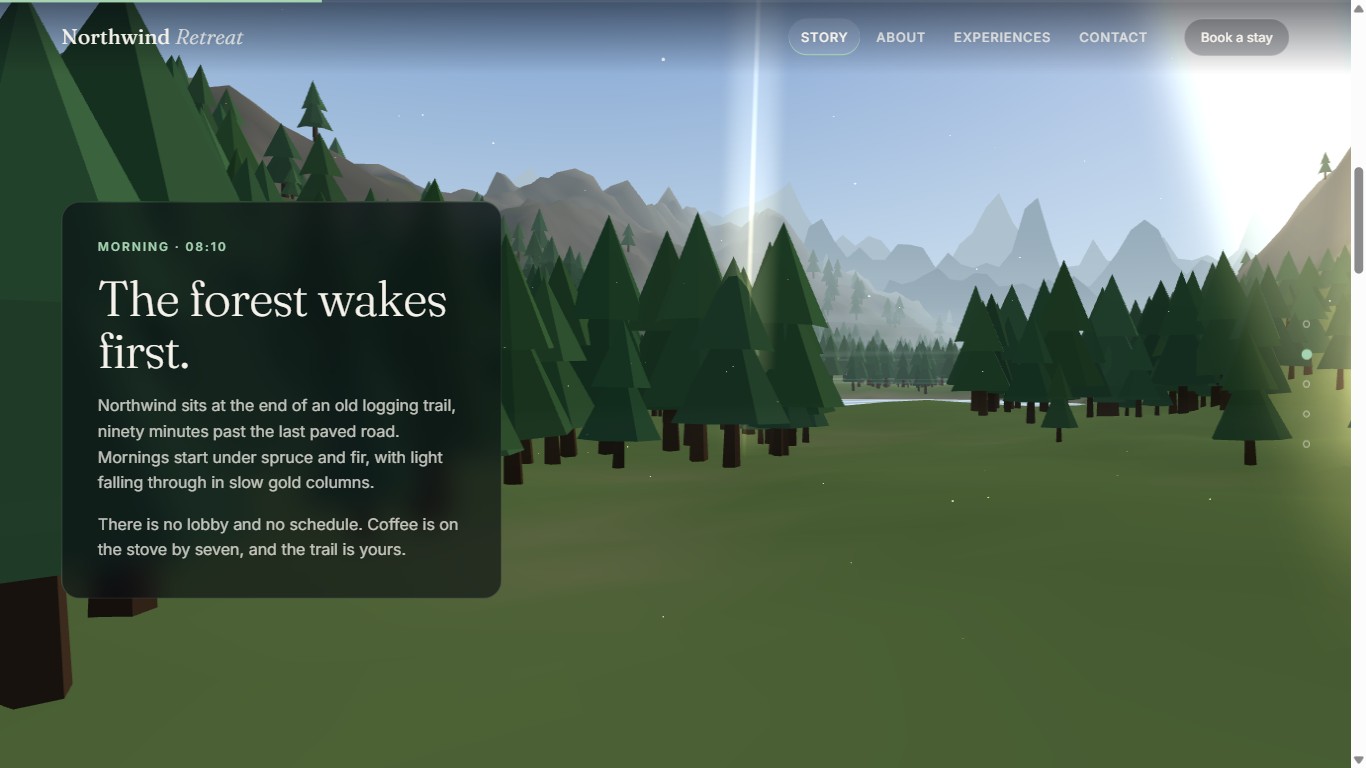 Northwind Retreat
STORY ABOUT EXPERIENCES CONTACT Book a stay
MORNING · 08:10
The forest wakes
first.
Northwind sits at the end of an old logging trail,
ninety minutes past the last paved road.
Mornings start under spruce and fir, with light
falling through in slow gold columns.
There is no lobby and no schedule. Coffee is on
the stove by seven, and the trail is yours.